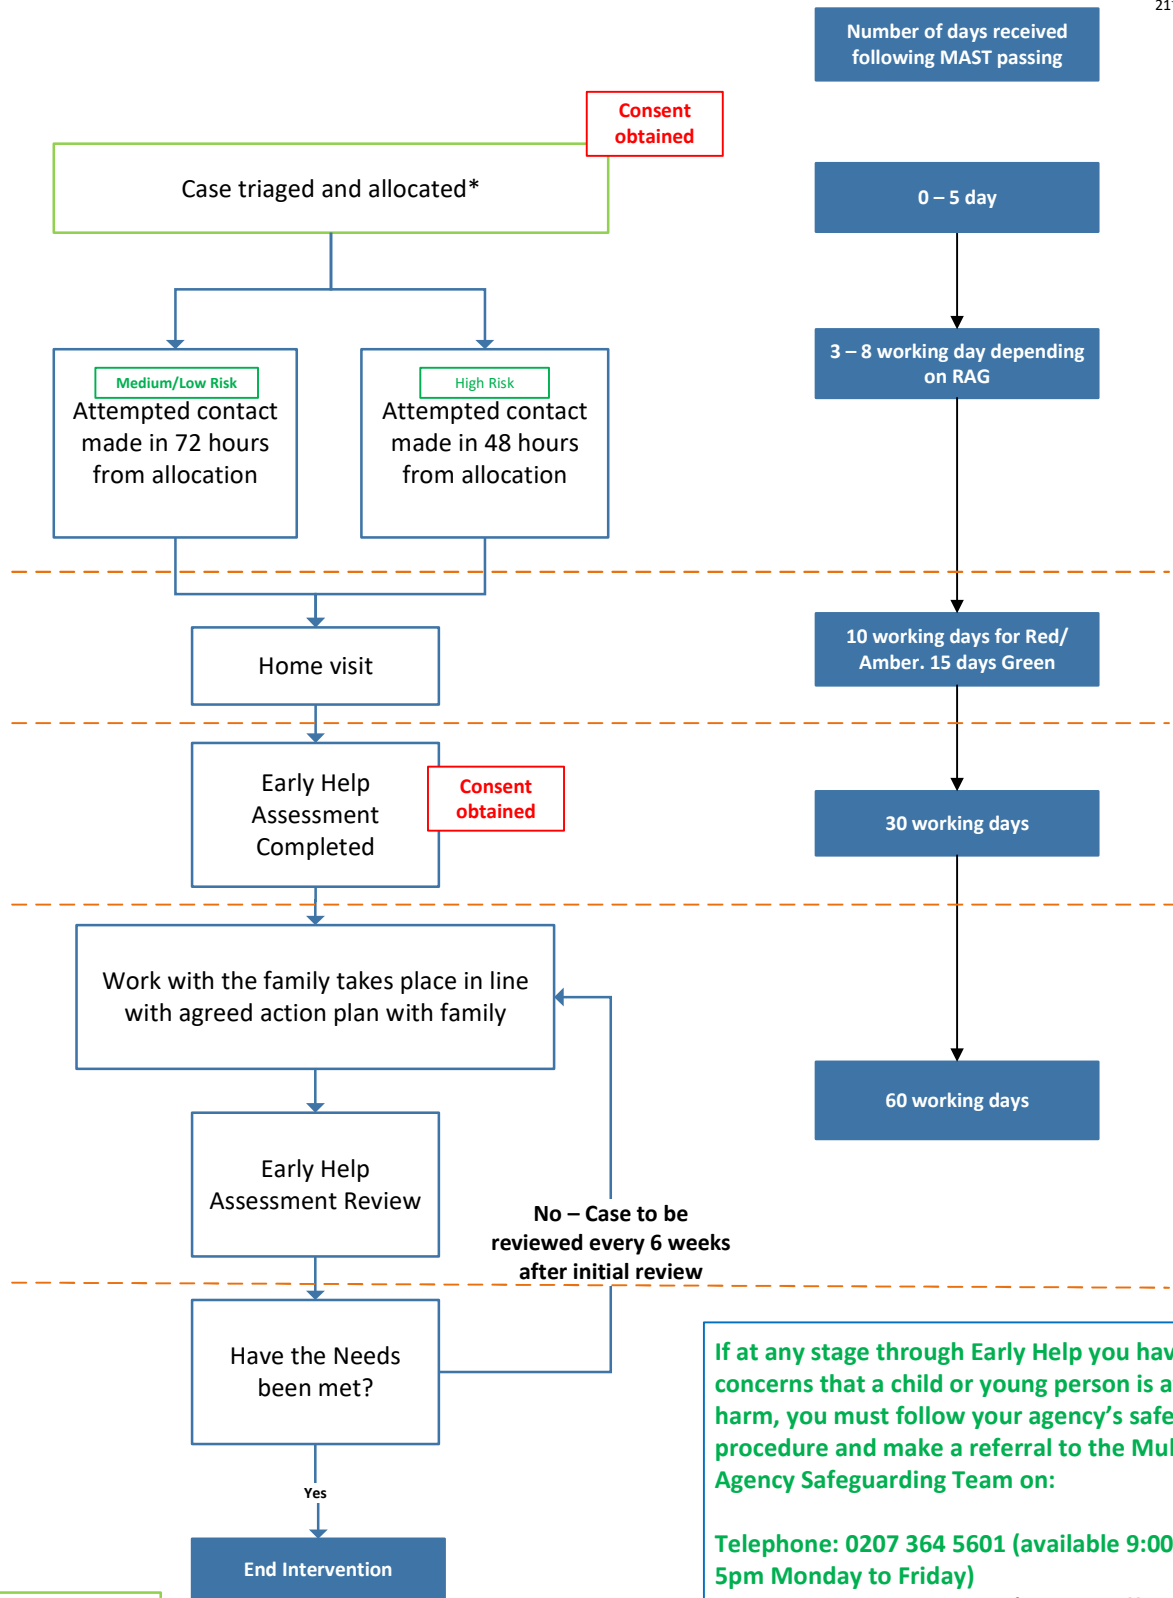 21
Number of days received
following MAST passing
Consent
obtained
Case triaged and allocated*
0 – 5 day
3 – 8 working day depending
on RAG
Medium/Low Risk
Attempted contact
made in 72 hours
from allocation
High Risk
Attempted contact
made in 48 hours
from allocation
Home visit
10 working days for Red/
Amber. 15 days Green
Early Help
Assessment
Completed
Consent
obtained
30 working days
Work with the family takes place in line
with agreed action plan with family
60 working days
Early Help
Assessment Review
No – Case to be
reviewed every 6 weeks
after initial review
Have the Needs
been met?
Yes
End Intervention
If at any stage through Early Help you hav
concerns that a child or young person is a
harm, you must follow your agency’s safe
procedure and make a referral to the Mul
Agency Safeguarding Team on:
Telephone: 0207 364 5601 (available 9:00
5pm Monday to Friday)